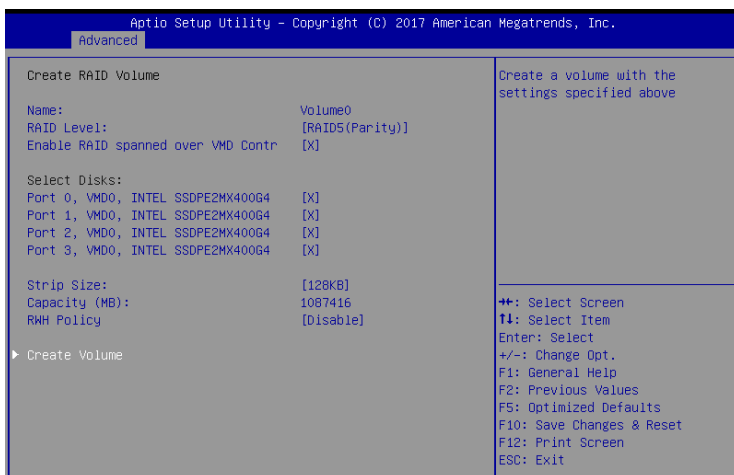 Aptio Setup Utility – Copyright (C) 2017 American Megatrends, Inc.
Advanced
Create RAID Volume
Name: Volume0
RAID Level: [RAID5(Parity)]
Enable RAID spanned over VMD Contr [X]
Select Disks:
Port 0, VMD0, INTEL SSDPE2MX400G4 [X]
Port 1, VMD0, INTEL SSDPE2MX400G4 [X]
Port 2, VMD0, INTEL SSDPE2MX400G4 [X]
Port 3, VMD0, INTEL SSDPE2MX400G4 [X]
Strip Size: [128KB]
Capacity (MB): 1087416
RWH Policy [Disable]
Create Volume
Create a volume with the
settings specified above
→←: Select Screen
↑↓: Select Item
Enter: Select
+/-: Change Opt.
F1: General Help
F2: Previous Values
F5: Optimized Defaults
F10: Save Changes & Reset
F12: Print Screen
ESC: Exit